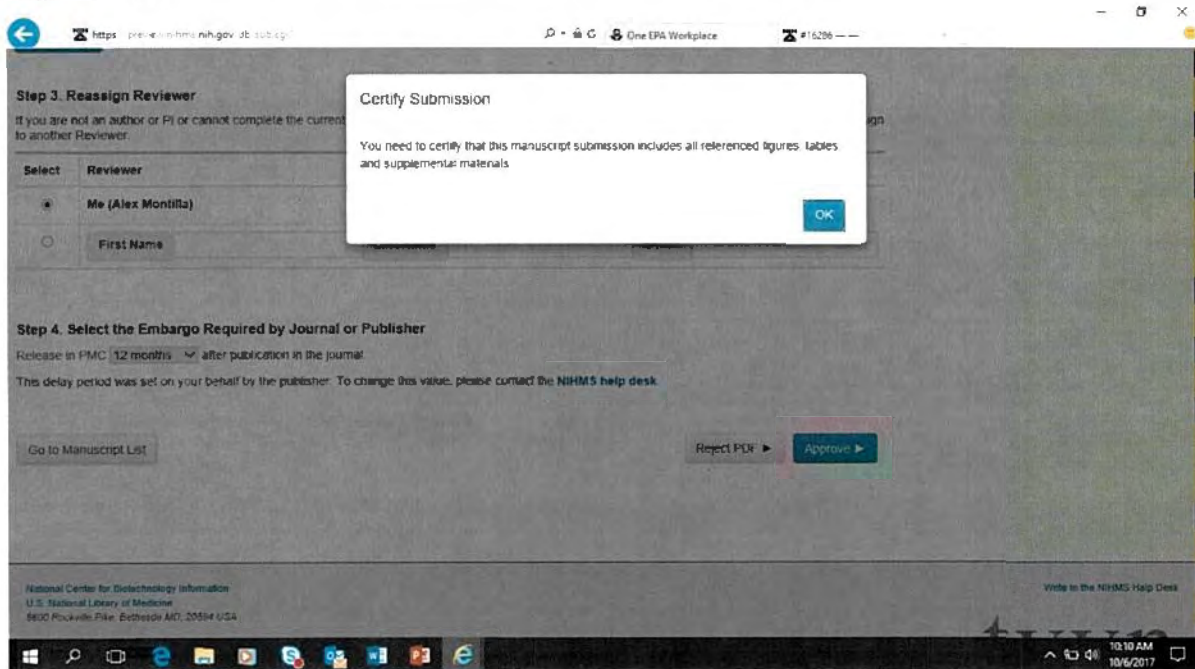 https nih.gov
One EPA Workplace
#16286 — —
Step 3. Reassign Reviewer
If you are not an author or PI or cannot complete the current
ign
to another Reviewer.
Select Reviewer
Me (Alex Montilla)
First Name
Certify Submission
You need to certify that this manuscript submission includes all referenced figures, tables
and supplemental materials
OK
Step 4. Select the Embargo Required by Journal or Publisher
Release in PMC 12 months after publication in the journal
This delay period was set on your behalf by the publisher. To change this value, please contact the NIHMS help desk.
Go to Manuscript List
Reject PDF ►
Approve ►
National Center for Biotechnology Information
U.S. National Library of Medicine
8600 Rockville Pike, Bethesda MD, 20894 USA
Write to the NIHMS Help Desk
10:10 AM
10/6/2017